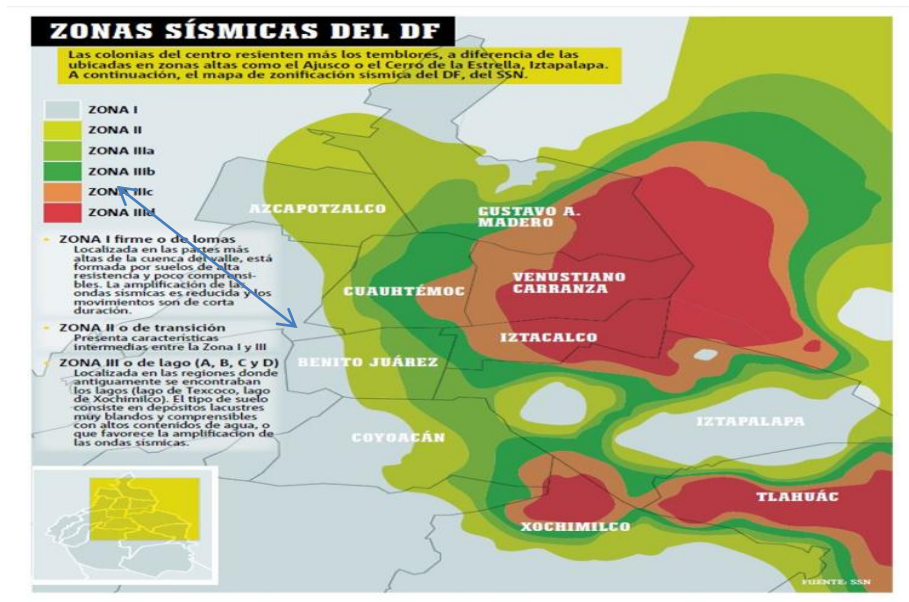 ZONAS SÍSMICAS DEL DF
Las colonias del centro resienten más los temblores, a diferencia de las
ubicadas en zonas altas como el Ajusco o el Cerro de la Estrella, Iztapalapa.
A continuación, el mapa de zonificación sísmica del DF, del SSN.
ZONA I
ZONA II
ZONA IIIa
ZONA IIIb
ZONA IIIc
ZONA IIId
ZONA I firme o de lomas
Localizada en las partes más
altas de la cuenca del valle, está
formada por suelos de alta
resistencia y poco comprensi-
bles. La amplificación de las
ondas sísmicas es reducida y los
movimientos son de corta
duración.
ZONA II o de transición
Presenta características
intermedias entre la Zona I y III
ZONA III o de lago (A, B, C y D)
Localizada en las regiones donde
antiguamente se encontraban
los lagos (lago de Texcoco, lago
de Xochimilco). El tipo de suelo
consiste en depósitos lacustres
muy blandos y comprensibles
con altos contenidos de agua, o
que favorece la amplificacion de
las ondas sísmicas.
AZCAPOTZALCO
GUSTAVO A.
MADERO
CUAUHTÉMOC
VENUSTIANO
CARRANZA
IZTACALCO
BENITO JUÁREZ
IZTAPALAPA
COYOACÁN
TLAHUÁC
XOCHIMILCO
FUENTE: SSN